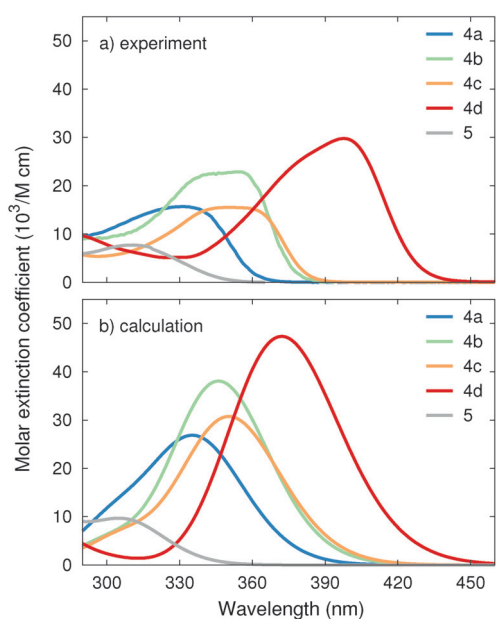 50
40
30
20
10
0
a) experiment
4a
4b
4c
4d
5
Molar extinction coefficient (10³/M cm)
50
40
30
20
10
0
b) calculation
4a
4b
4c
4d
5
300 330 360 390 420 450
Wavelength (nm)